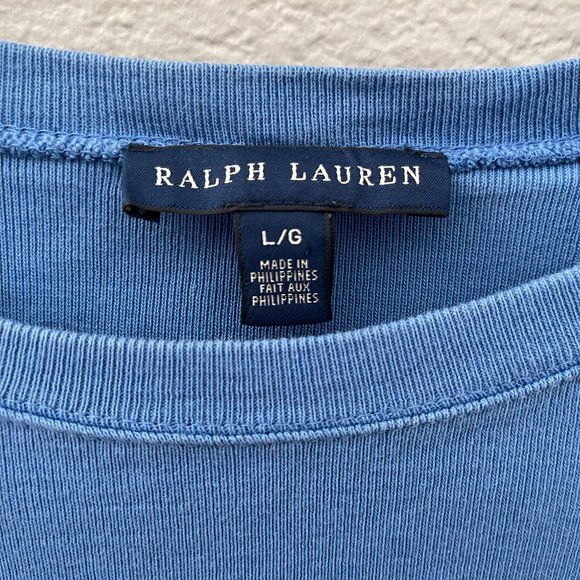 RALPH LAUREN
L/G
MADE IN
PHILIPPINES
FAIT AUX
PHILIPPINES